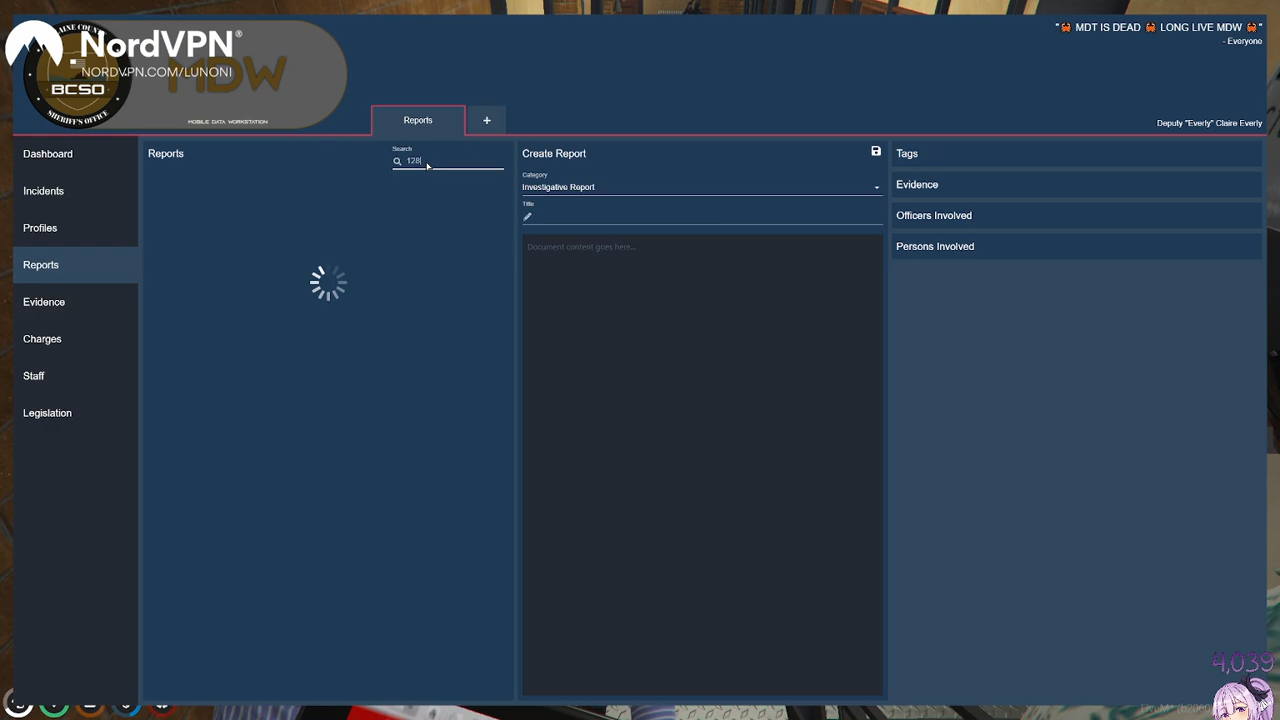 NordVPN®
NORDVPN.COM/LUNONI
BCSO
SHERIFF'S OFFICE
MDW
MOBILE DATA WORKSTATION
" MDT IS DEAD LONG LIVE MDW "
- Everyone
Reports
+
Deputy "Everly" Claire Everly
Dashboard
Incidents
Profiles
Reports
Evidence
Charges
Staff
Legislation
Reports
Search
128
Create Report
Category
Investigative Report
Title
Document content goes here...
Tags
Evidence
Officers Involved
Persons Involved
4,039